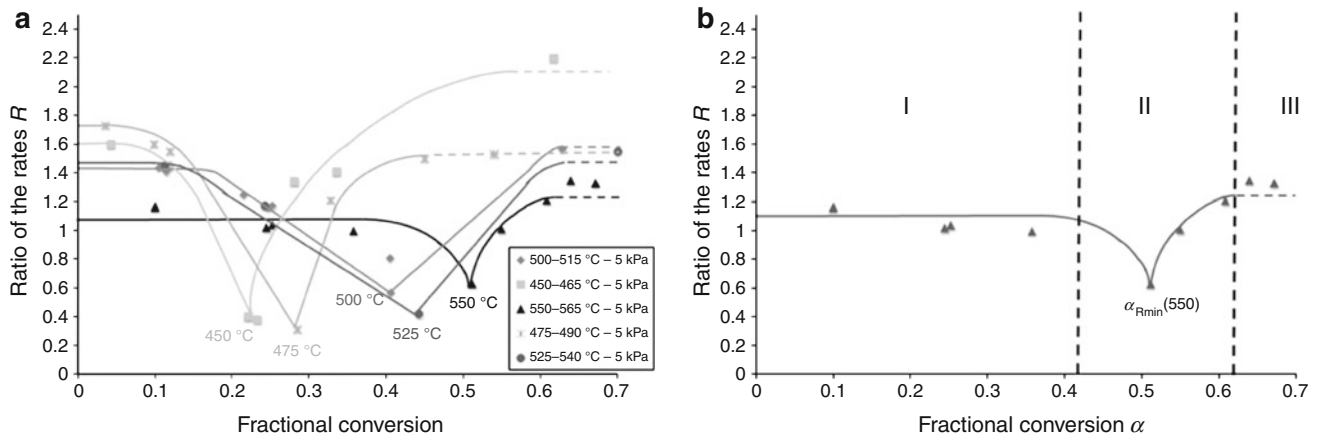 a
Ratio of the rates R
2.4
2.2
2
1.8
1.6
1.4
1.2
1
0.8
0.6
0.4
0.2
0
0
0.1
0.2
0.3
0.4
0.5
0.6
0.7
Fractional conversion
450 °C
475 °C
500 °C
525 °C
550 °C
500–515 °C – 5 kPa
450–465 °C – 5 kPa
550–565 °C – 5 kPa
475–490 °C – 5 kPa
525–540 °C – 5 kPa
b
Ratio of the rates R
2.4
2.2
2
1.8
1.6
1.4
1.2
1
0.8
0.6
0.4
0.2
0
0
0.1
0.2
0.3
0.4
0.5
0.6
0.7
Fractional conversion α
I
II
III
αRmin(550)